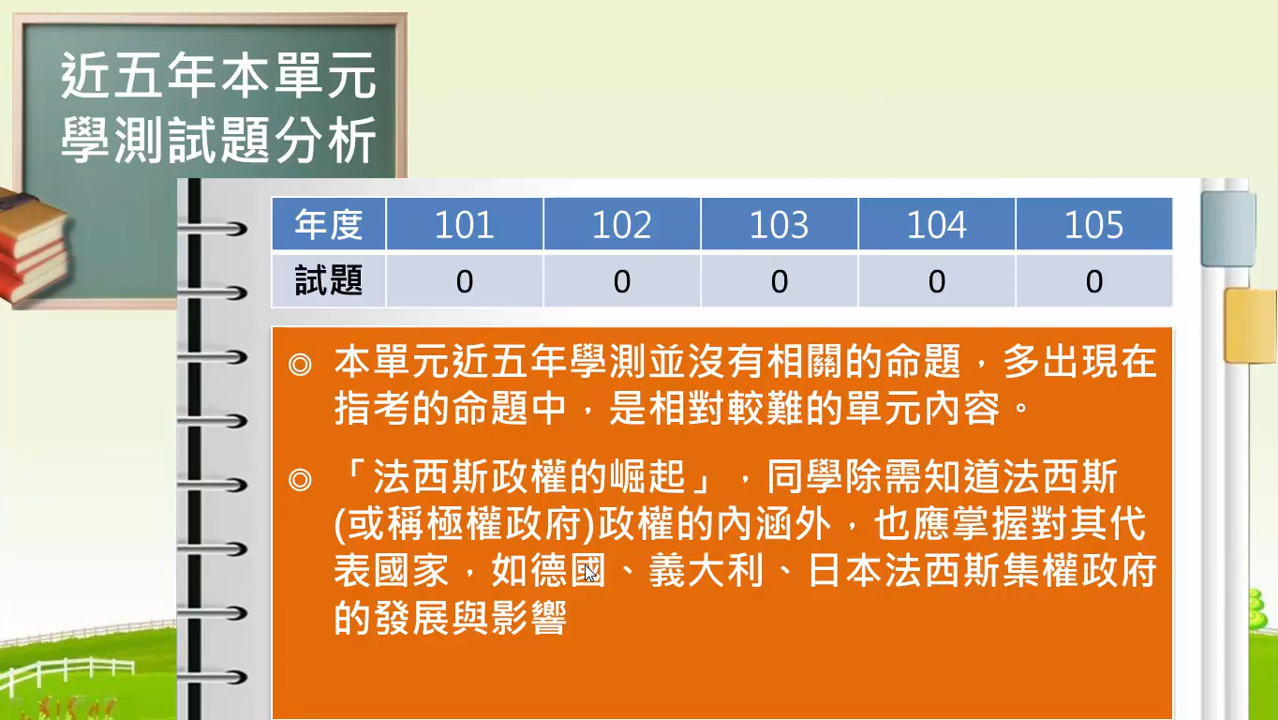 近五年本單元
學測試題分析
年度 101 102 103 104 105
試題 0 0 0 0 0
◎ 本單元近五年學測並沒有相關的命題，多出現在
指考的命題中，是相對較難的單元內容。
◎ 「法西斯政權的崛起」，同學除需知道法西斯
(或稱極權政府)政權的內涵外，也應掌握對其代
表國家，如德國、義大利、日本法西斯集權政府
的發展與影響